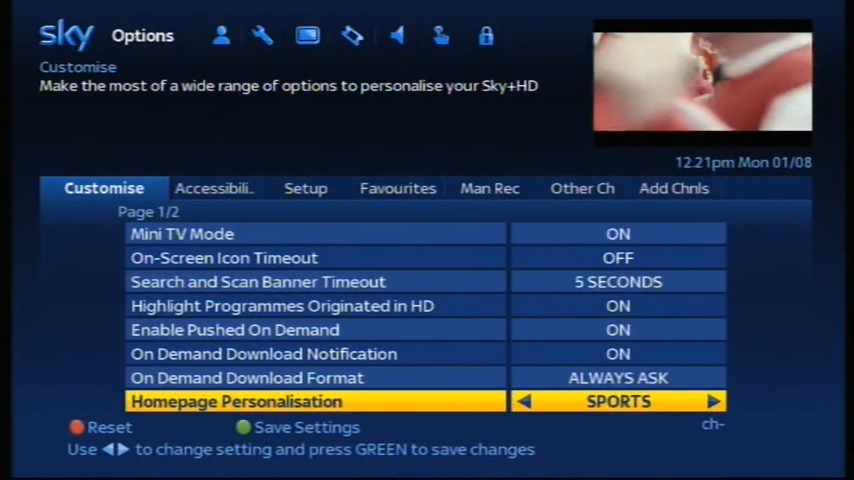 sky Options
Customise
Make the most of a wide range of options to personalise your Sky+HD
12.21pm Mon 01/08
Customise Accessibili.. Setup Favourites Man Rec Other Ch Add Chnls
Page 1/2
Mini TV Mode ON
On-Screen Icon Timeout OFF
Search and Scan Banner Timeout 5 SECONDS
Highlight Programmes Originated in HD ON
Enable Pushed On Demand ON
On Demand Download Notification ON
On Demand Download Format ALWAYS ASK
Homepage Personalisation SPORTS
Reset Save Settings ch-
Use ◀▶ to change setting and press GREEN to save changes